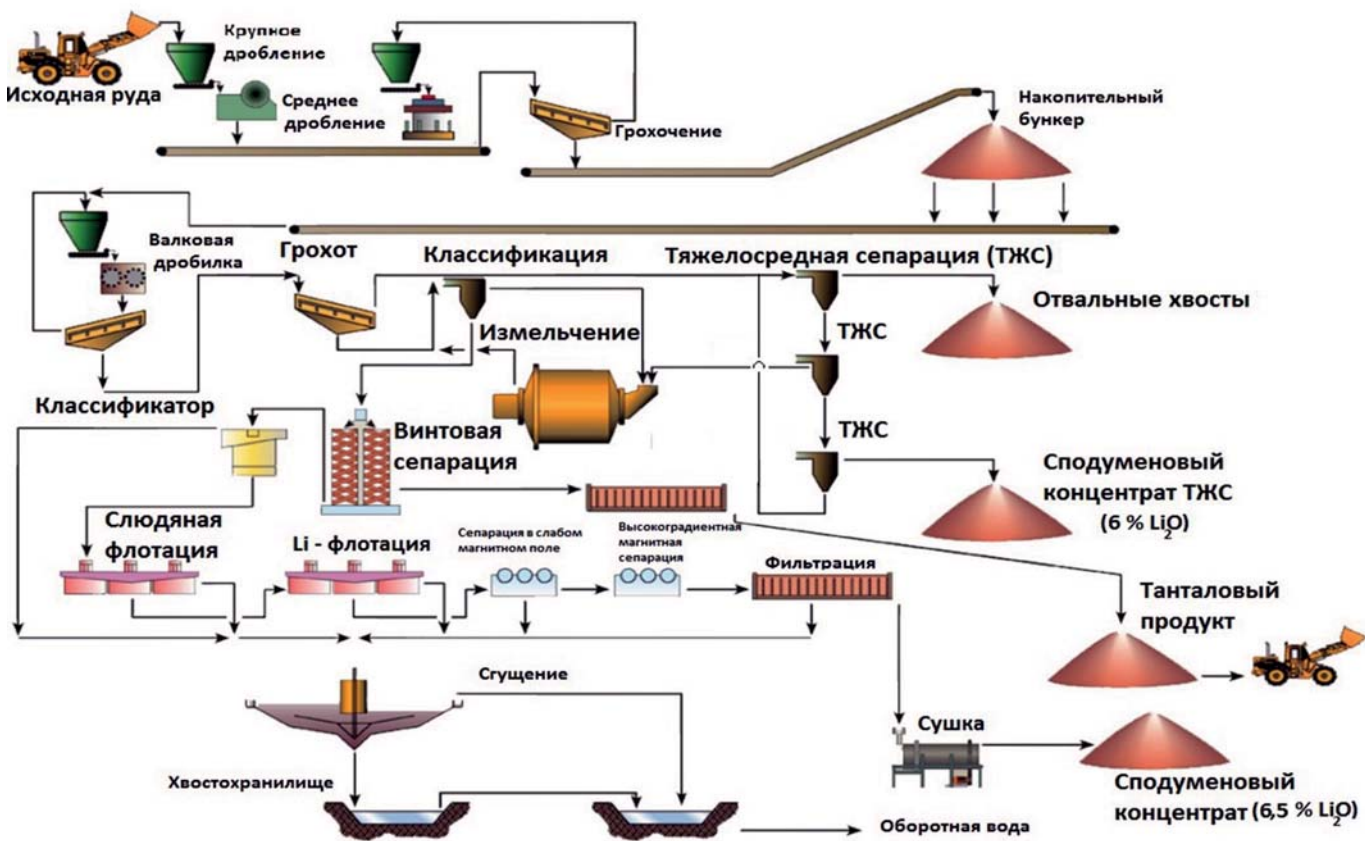 Крупное
дробление
Исходная руда
Среднее
дробление
Грохочение
Накопительный
бункер
Валковая
дробилка
Грохот
Классификация
Тяжелосредная сепарация (ТЖС)
Отвальные хвосты
Измельчение
ТЖС
Классификатор
Винтовая
сепарация
ТЖС
Сподуменовый
концентрат ТЖС
(6 % Li2O)
Слюдяная
флотация
Li - флотация
Сепарация в слабом
магнитном поле
Высокоградиентная
магнитная
сепарация
Фильтрация
Танталовый
продукт
Сгущение
Сушка
Хвостохранилище
Сподуменовый
концентрат (6,5 % Li2O)
Оборотная вода